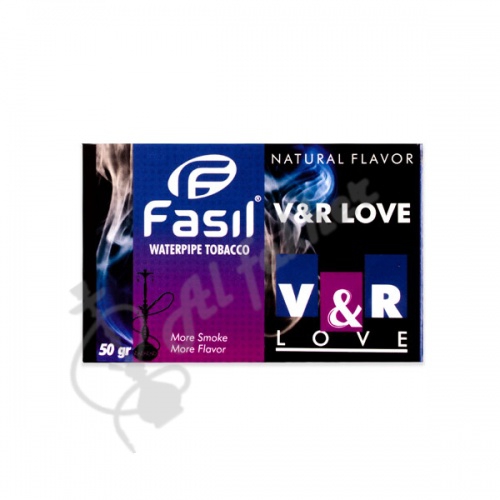 Fasil®
WATERPIPE TOBACCO
More Smoke
More Flavor
50 gr
NATURAL FLAVOR
V&R LOVE
V&R
LOVE